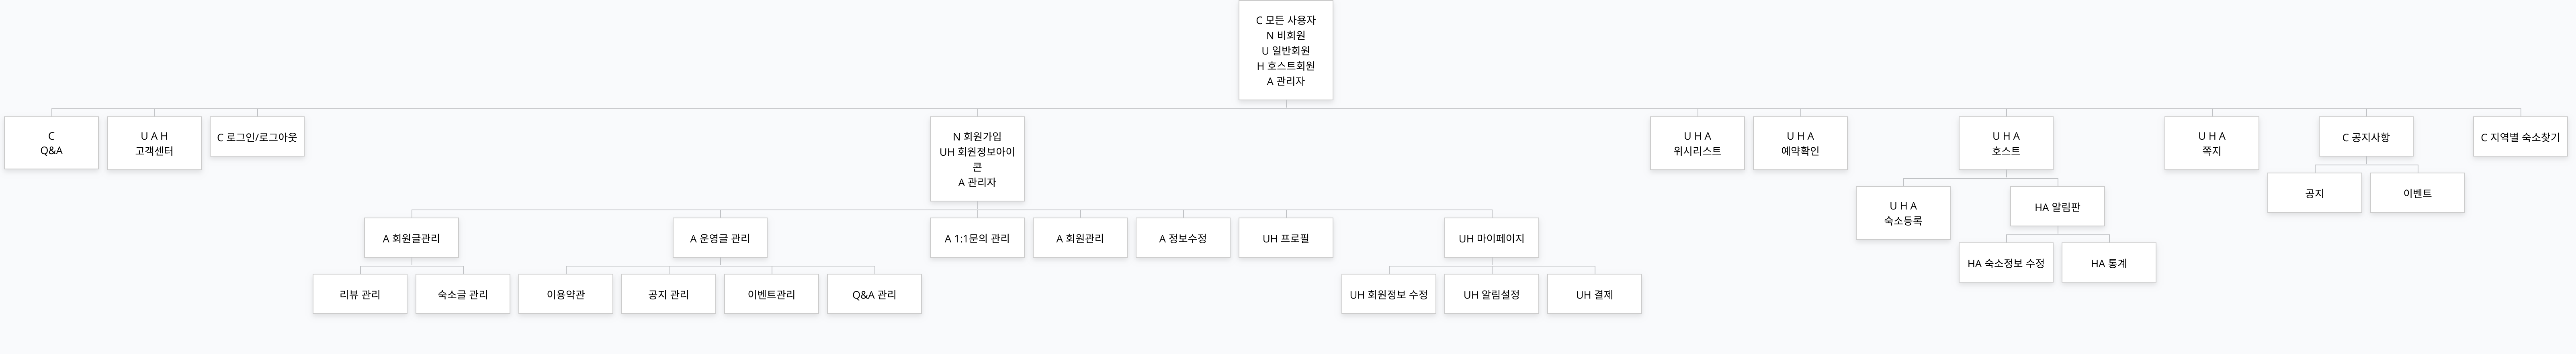 C 모든 사용자
N 비회원
U 일반회원
H 호스트회원
A 관리자
C
Q&A
U A H
고객센터
C 로그인/로그아웃
N 회원가입
UH 회원정보아이
콘
A 관리자
U H A
위시리스트
U H A
예약확인
U H A
호스트
U H A
쪽지
C 공지사항
C 지역별 숙소찾기
공지
이벤트
U H A
숙소등록
HA 알림판
A 회원글관리
A 운영글 관리
A 1:1문의 관리
A 회원관리
A 정보수정
UH 프로필
UH 마이페이지
HA 숙소정보 수정
HA 통계
리뷰 관리
숙소글 관리
이용약관
공지 관리
이벤트관리
Q&A 관리
UH 회원정보 수정
UH 알림설정
UH 결제